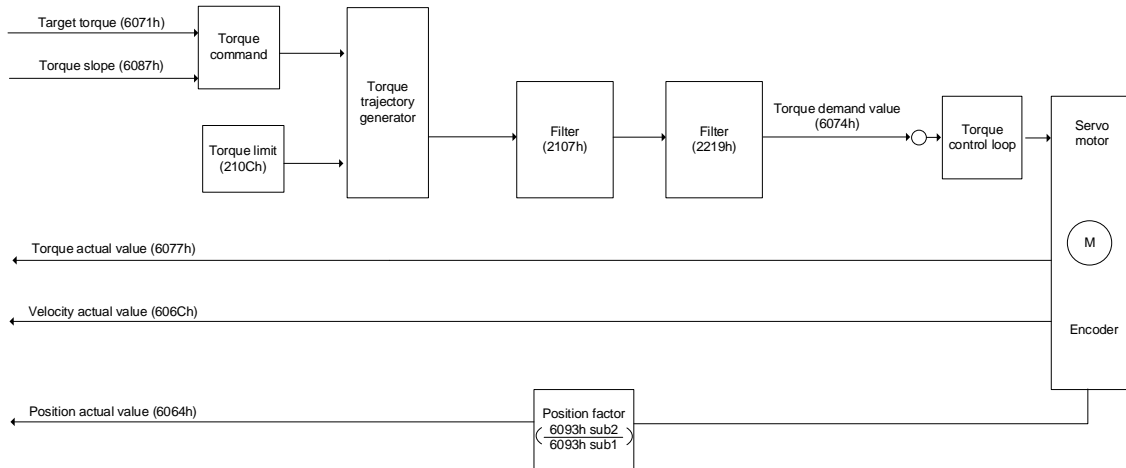 Target torque (6071h)
Torque slope (6087h)
Torque
command
Torque limit
(210Ch)
Torque
trajectory
generator
Filter
(2107h)
Filter
(2219h)
Torque demand value
(6074h)
Torque
control loop
Servo
motor
M
Encoder
Torque actual value (6077h)
Velocity actual value (606Ch)
Position actual value (6064h)
Position factor
( 6093h sub2
6093h sub1 )